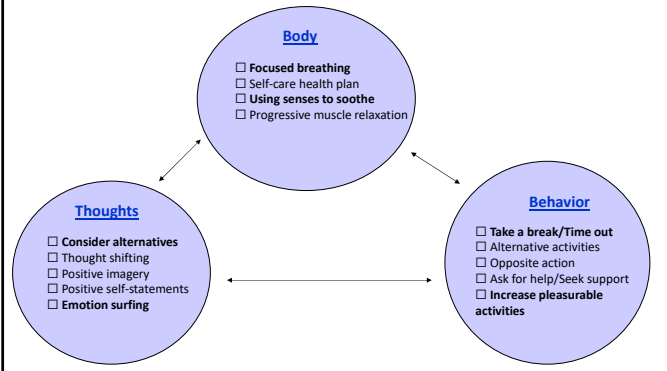 Body
☐ Focused breathing
☐ Self-care health plan
☐ Using senses to soothe
☐ Progressive muscle relaxation
Thoughts
☐ Consider alternatives
☐ Thought shifting
☐ Positive imagery
☐ Positive self-statements
☐ Emotion surfing
Behavior
☐ Take a break/Time out
☐ Alternative activities
☐ Opposite action
☐ Ask for help/Seek support
☐ Increase pleasurable
activities